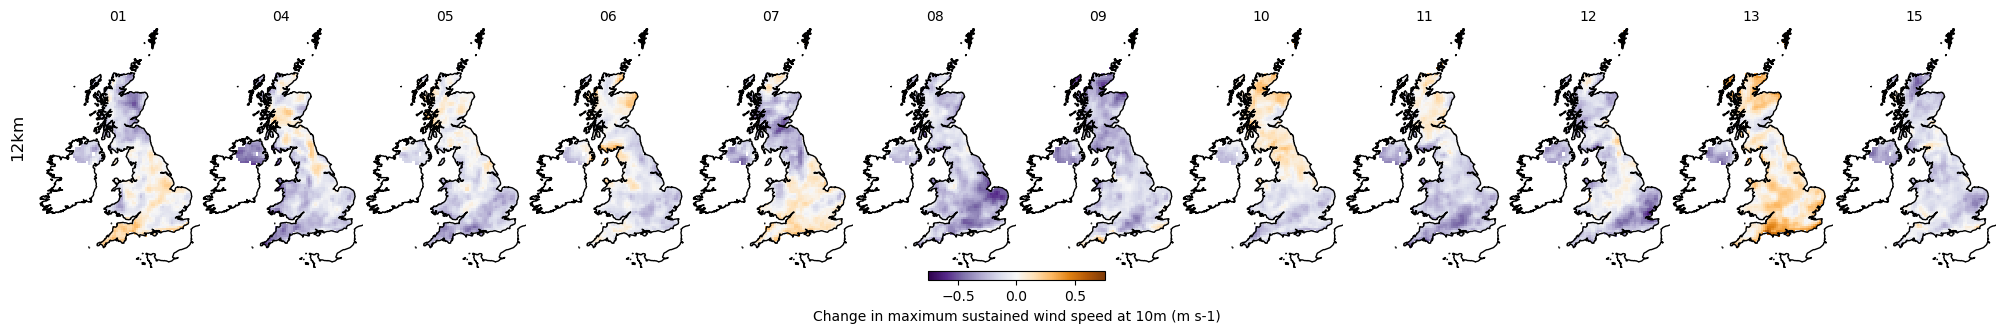 01 04 05 06 07 08 09 10 11 12 13 15
12km
−0.5 0.0 0.5
Change in maximum sustained wind speed at 10m (m s-1)